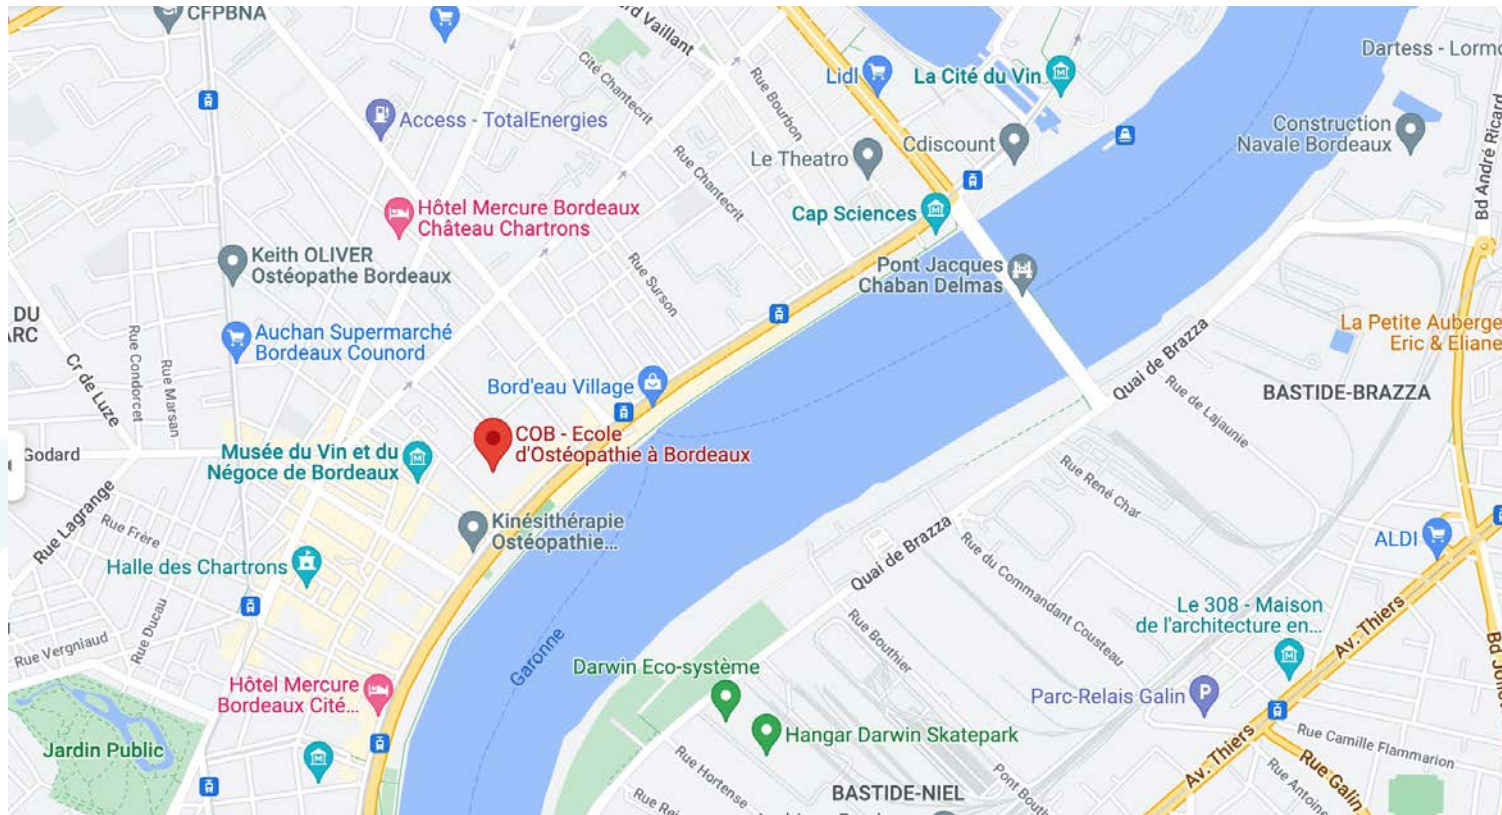 CFPBNA
rd Vaillant
Cité Chantecrit
Rue Bourbon
Lidl
La Cité du Vin
Dartess - Lormo
Access - TotalEnergies
Le Theatro
Cdiscount
Construction
Navale Bordeaux
Bd André Ricard
Rue Chantecrit
Hôtel Mercure Bordeaux
Château Chartrons
Cap Sciences
Keith OLIVER
Ostéopathe Bordeaux
Rue Surson
Pont Jacques
Chaban Delmas
DU
ARC
Auchan Supermarché
Bordeaux Counord
La Petite Auberge
Eric & Eliane
Cr de Luze
Rue Condorcet
Rue Marsan
Bord'eau Village
Quai de Brazza
Rue de Lajaunie
BASTIDE-BRAZZA
COB - Ecole
d'Ostéopathie à Bordeaux
Godard
Musée du Vin et du
Négoce de Bordeaux
Rue René Char
Rue Lagrange
Rue Frère
Kinésithérapie
Ostéopathie...
Quai de Brazza
Rue du Commandant Cousteau
ALDI
Halle des Chartrons
Rue Ducau
Rue Vergniaud
Garonne
Rue Bouthier
Le 308 - Maison
de l'architecture en...
Av. Thiers
Darwin Eco-système
Hôtel Mercure
Bordeaux Cité...
Parc-Relais Galin
P
Jardin Public
Hangar Darwin Skatepark
Av. Thiers
Rue Camille Flammarion
Rue Hortense
Pont Bouth
Rue Galin
Rue Antoine
BASTIDE-NIEL